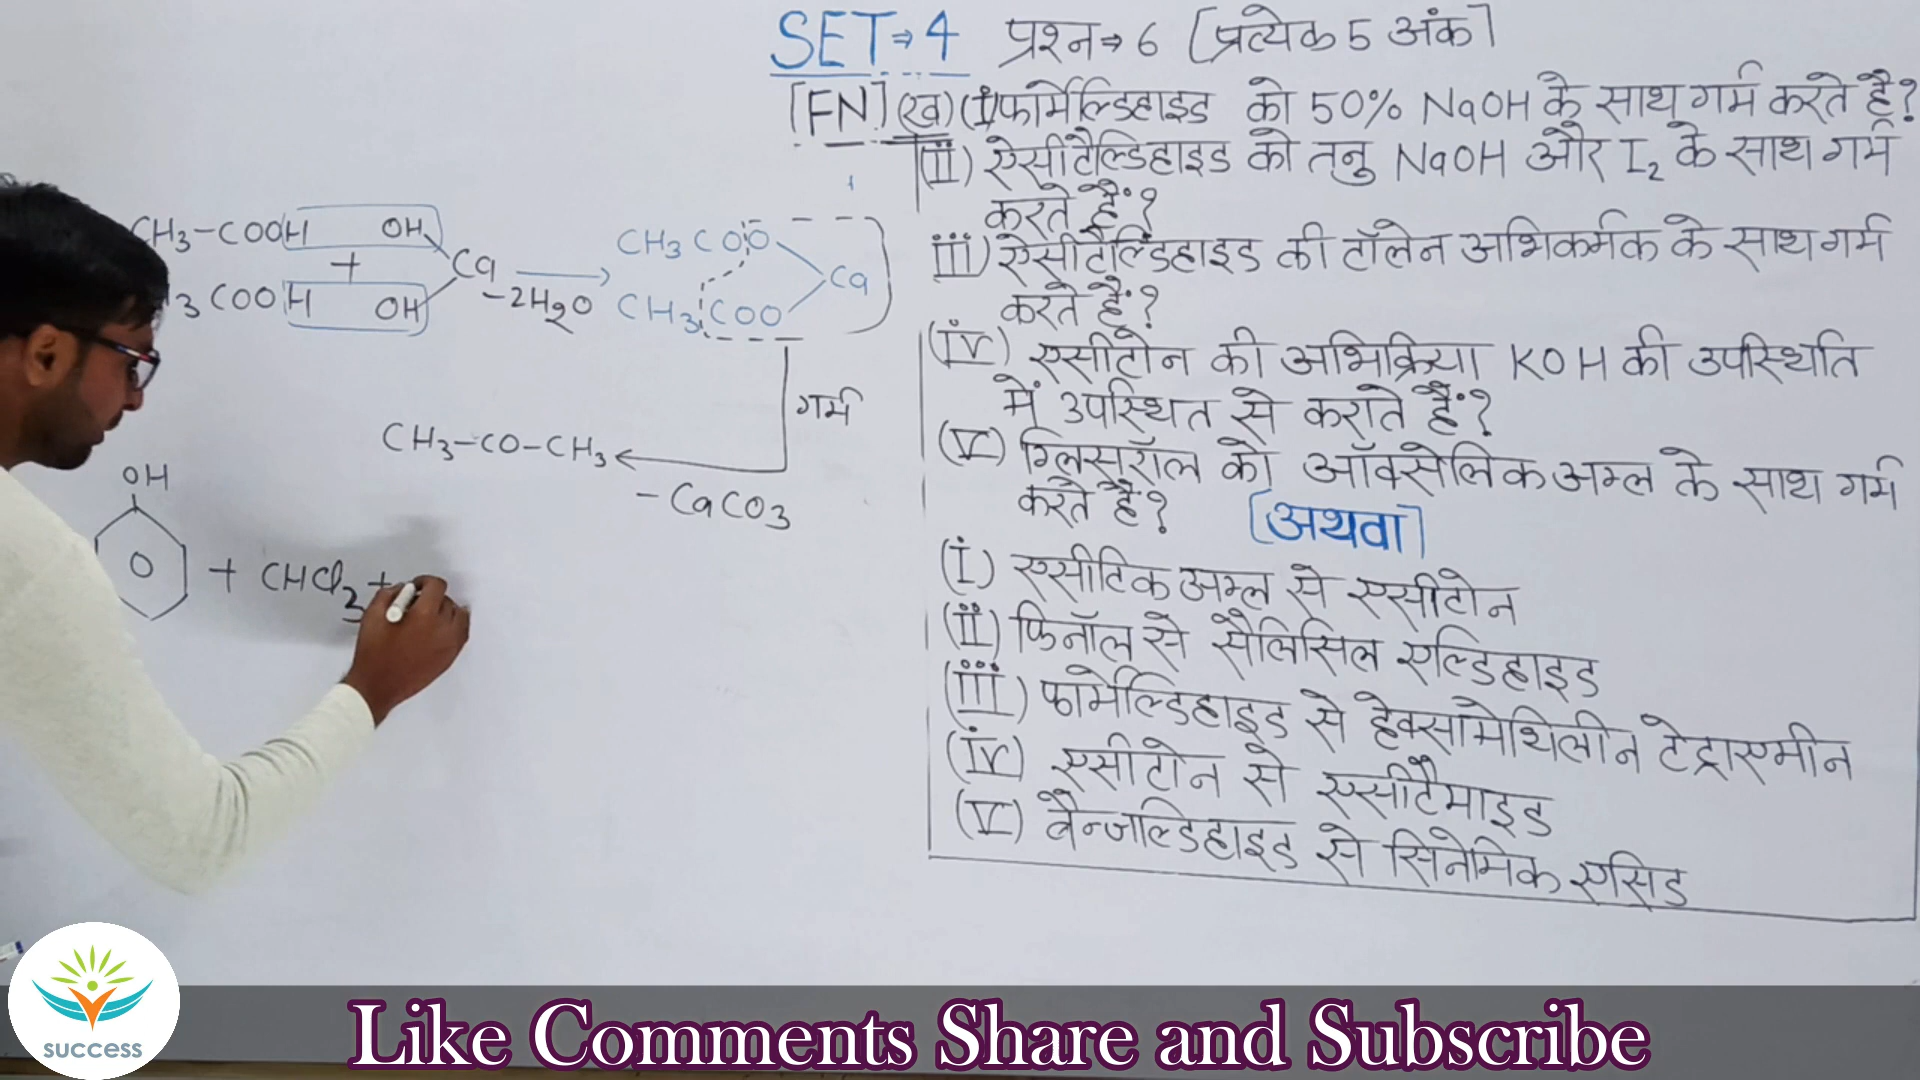 SET⇒4 प्रश्न⇒6 [प्रत्येक 5 अंक]
[FN] (ख) (i) फार्मेल्डिहाइड को 50% NaOH के साथ गर्म करते है?
(ii) ऐसीटैल्डिहाइड को तनु NaOH और I2 के साथ गर्म
करते हैं?
iii) ऐसीटैल्डिहाइड की टॉलेन अभिकर्मक के साथ गर्म
करते हैं?
(iv) एसीटोन की अभिक्रिया KOH की उपस्थिति
में उपस्थित से कराते हैं?
(V) ग्लिसरॉल को ऑक्सेलिक अम्ल के साथ गर्म
करते हैं?
[अथवा]
(i) एसीटिक अम्ल से एसीटोन
(ii) फिनॉल से सैलिसिल एल्डिहाइड
(iii) फार्मेल्डिहाइड से हेक्सामेथिलीन टेट्राएमीन
(iv) एसीटोन से एसीटैमाइड
(V) बैन्जल्डिहाइड से सिनेमिक एसिड
CH3-COOH OH
+ Ca → -2H2O
3 COOH OH
CH3COO
Ca
CH3COO
गर्म
CH3-CO-CH3 ←
-CaCO3
OH
+ CHCl3 +
success
Like Comments Share and Subscribe